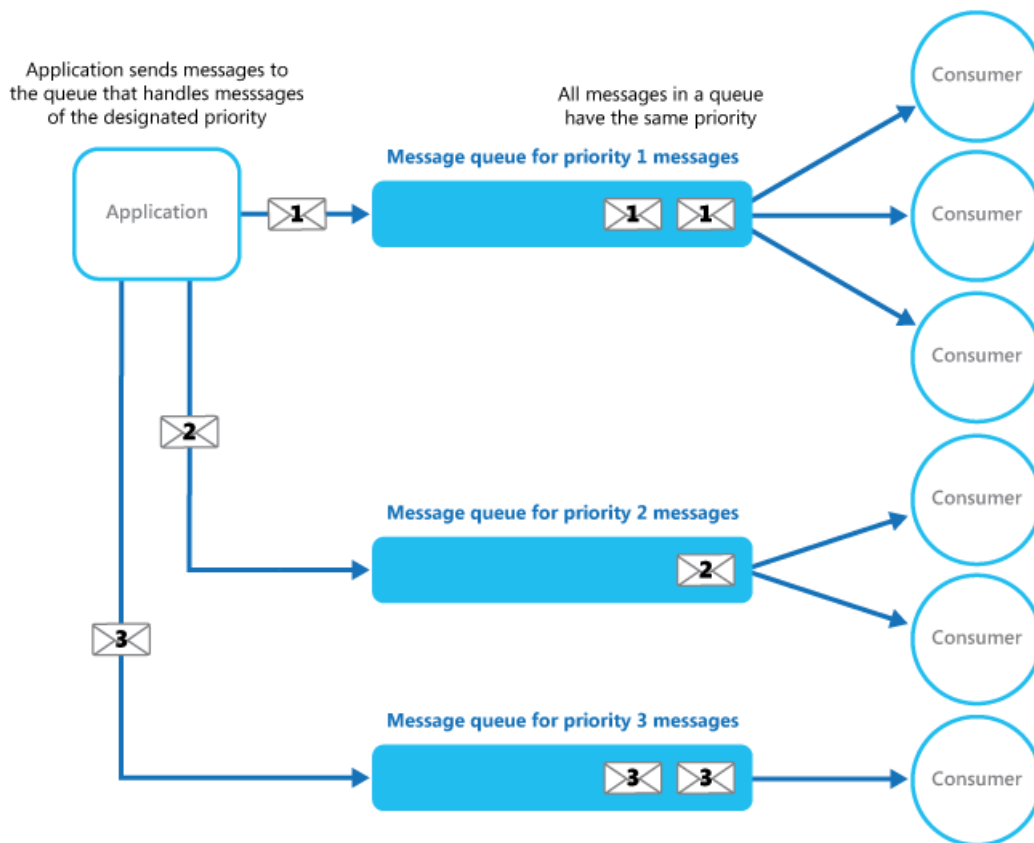 Application sends messages to
the queue that handles messsages
of the designated priority
All messages in a queue
have the same priority
Message queue for priority 1 messages
Application
1
1
1
Consumer
Consumer
Consumer
2
Message queue for priority 2 messages
2
Consumer
Consumer
3
Message queue for priority 3 messages
3
3
Consumer